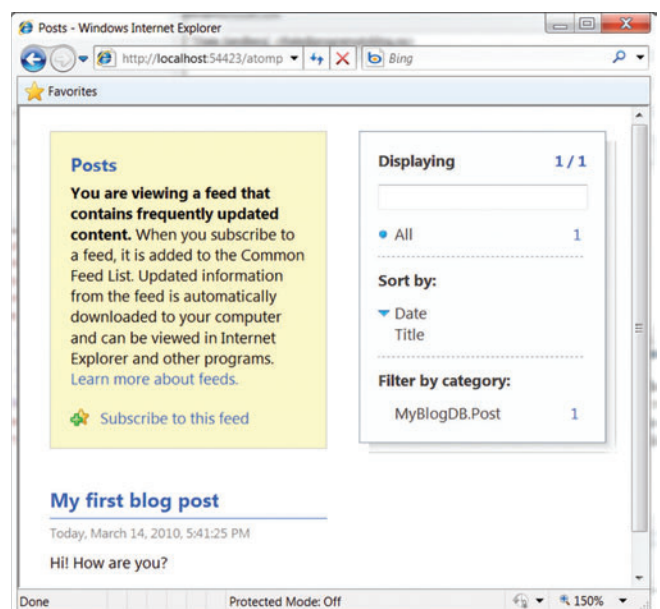 Posts - Windows Internet Explorer
http://localhost:54423/atomp
Bing
Favorites
Posts
You are viewing a feed that
contains frequently updated
content. When you subscribe to
a feed, it is added to the Common
Feed List. Updated information
from the feed is automatically
downloaded to your computer
and can be viewed in Internet
Explorer and other programs.
Learn more about feeds.
Subscribe to this feed
Displaying 1 / 1
All 1
Sort by:
Date
Title
Filter by category:
MyBlogDB.Post 1
My first blog post
Today, March 14, 2010, 5:41:25 PM
Hi! How are you?
Done Protected Mode: Off 150%